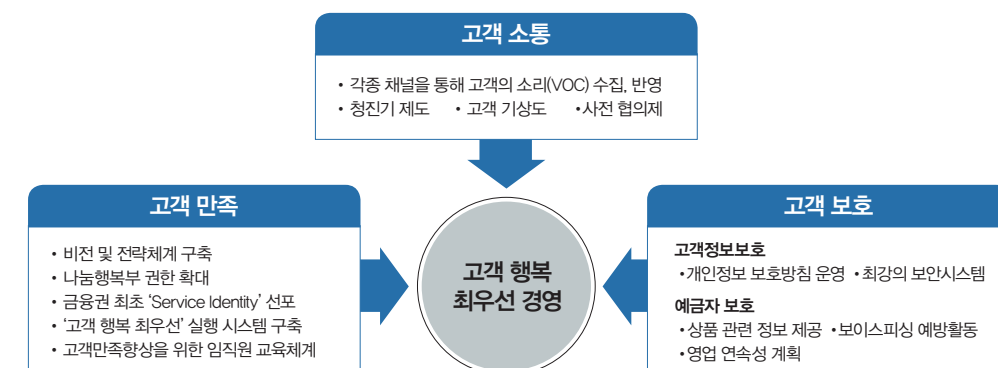 고객 소통
• 각종 채널을 통해 고객의 소리(VOC) 수집, 반영
• 청진기 제도 • 고객 기상도 •사전 협의제
고객 만족
• 비전 및 전략체계 구축
• 나눔행복부 권한 확대
• 금융권 최초 ‘Service Identity’ 선포
• ‘고객 행복 최우선’ 실행 시스템 구축
• 고객만족향상을 위한 임직원 교육체계
고객 행복
최우선 경영
고객 보호
고객정보보호
•개인정보 보호방침 운영 •최강의 보안시스템
예금자 보호
•상품 관련 정보 제공 •보이스피싱 예방활동
•영업 연속성 계획